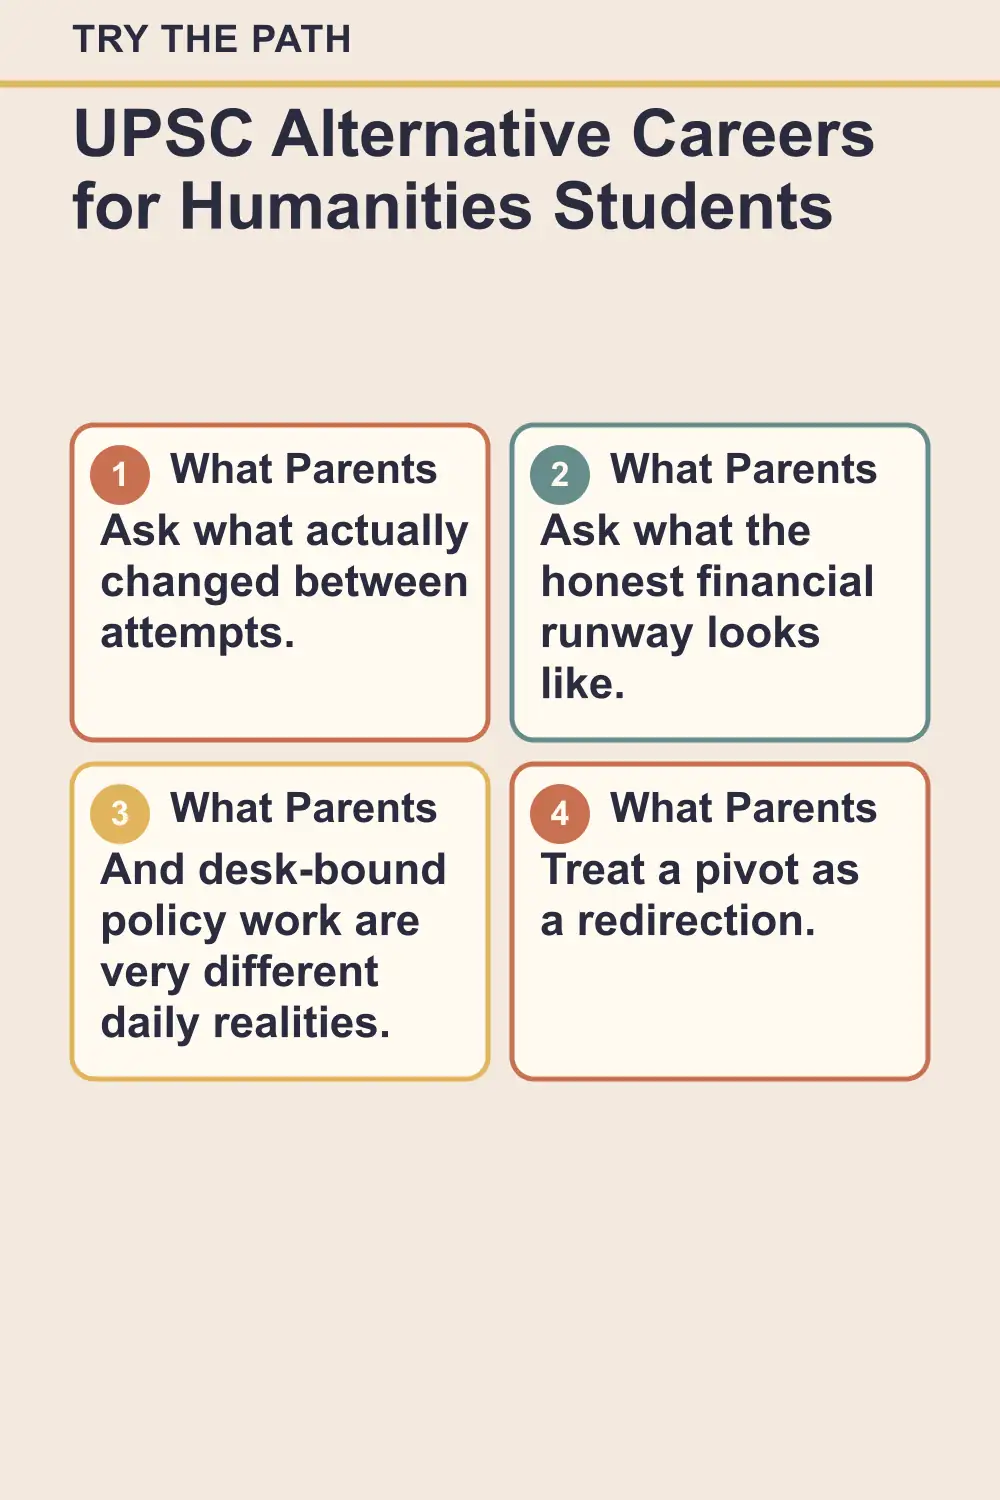 TRY THE PATH
UPSC Alternative Careers
for Humanities Students
1 What Parents
Ask what actually
changed between
attempts.
2 What Parents
Ask what the
honest financial
runway looks
like.
3 What Parents
And desk-bound
policy work are
very different
daily realities.
4 What Parents
Treat a pivot as
a redirection.